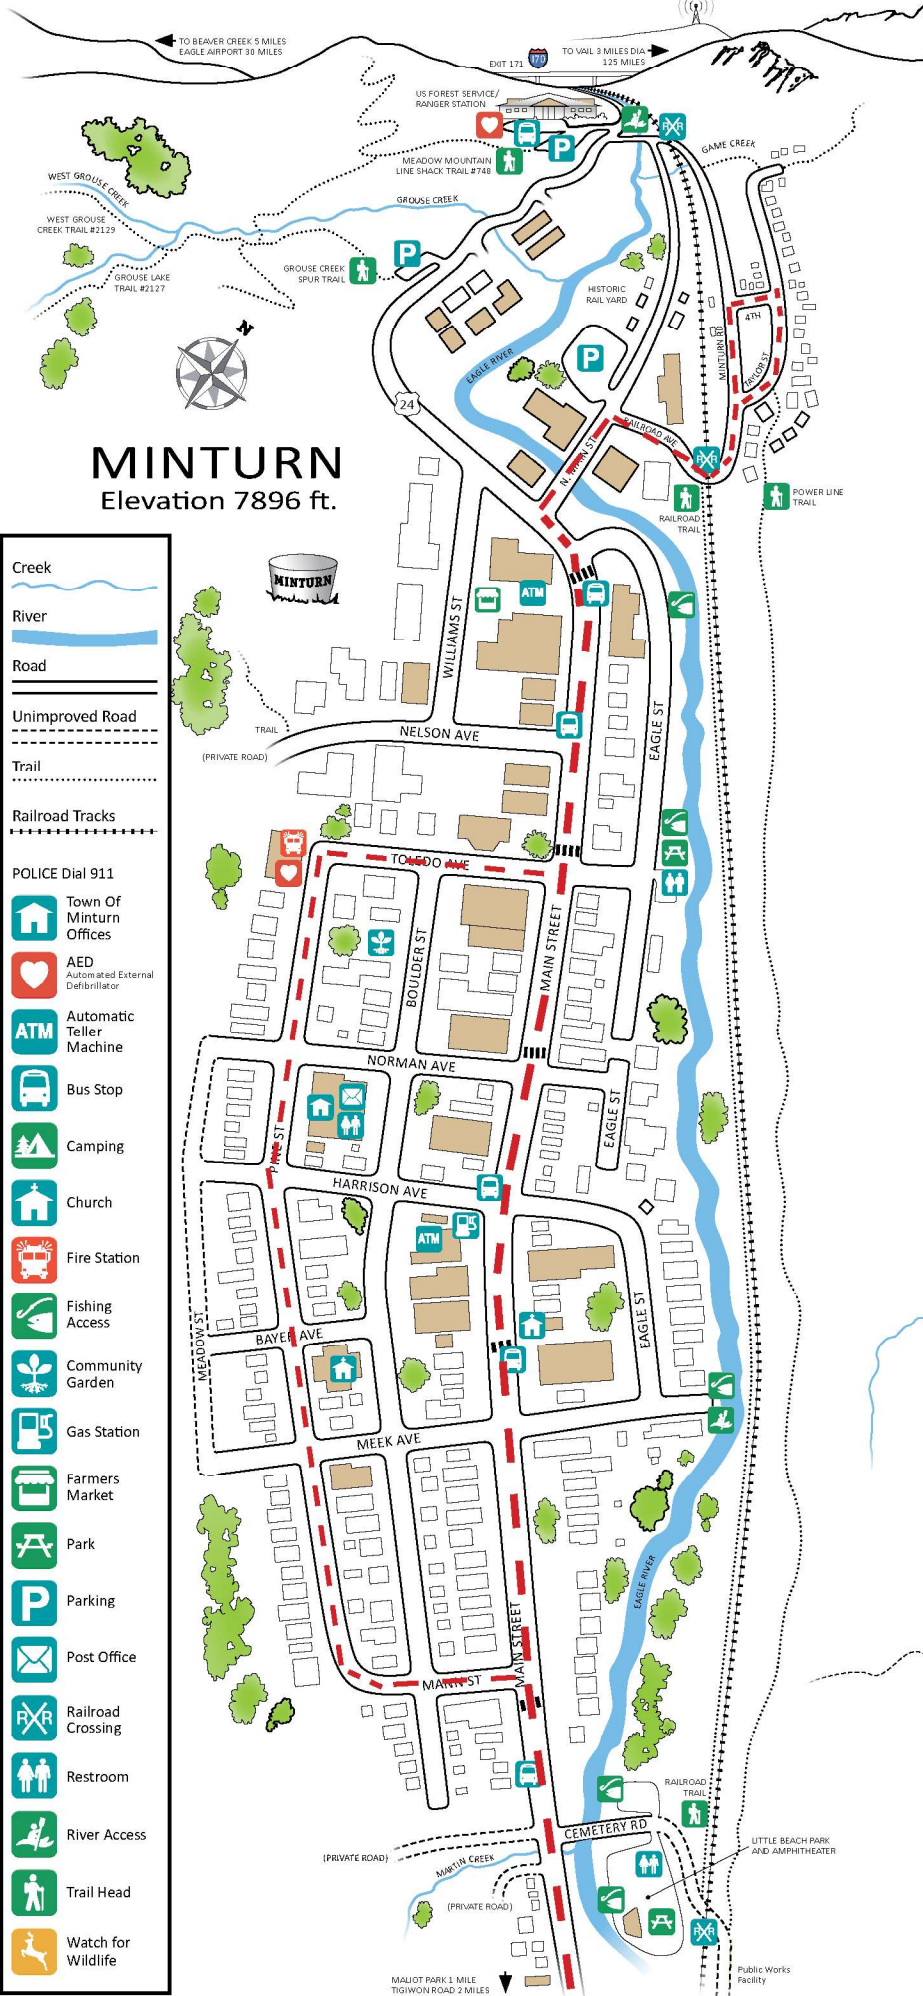 TO BEAVER CREEK 5 MILES
EAGLE AIRPORT 30 MILES
EXIT 171
170
TO VAIL 3 MILES DIA
125 MILES
US FOREST SERVICE/
RANGER STATION
P
RXR
MEADOW MOUNTAIN
LINE SHACK TRAIL #748
GAME CREEK
WEST GROUSE CREEK
GROUSE CREEK
WEST GROUSE
CREEK TRAIL #2129
P
GROUSE CREEK
SPUR TRAIL
GROUSE LAKE
TRAIL #2127
HISTORIC
RAIL YARD
N
4TH
MINTURN RD
TAYLOR ST
EAGLE RIVER
P
24
MINTURN
Elevation 7896 ft.
RAILROAD AVE
N. MAIN ST
RXR
RAILROAD
TRAIL
POWER LINE
TRAIL
MINTURN
ATM
WILLIAMS ST
EAGLE ST
TRAIL
(PRIVATE ROAD)
NELSON AVE
TOLEDO AVE
BOULDER ST
MAIN STREET
NORMAN AVE
EAGLE ST
PINE ST
HARRISON AVE
ATM
MEADOW ST
BAYER AVE
EAGLE ST
MEEK AVE
EAGLE RIVER
MAIN STREET
MANN ST
RAILROAD
TRAIL
CEMETERY RD
(PRIVATE ROAD)
MARTIN CREEK
LITTLE BEACH PARK
AND AMPHITHEATER
(PRIVATE ROAD)
RXR
MALIOT PARK 1 MILE
TIGIWON ROAD 2 MILES
Public Works
Facility
Creek
River
Road
Unimproved Road
Trail
Railroad Tracks
POLICE Dial 911
Town Of
Minturn
Offices
AED
Automated External
Defibrillator
ATM
Automatic
Teller
Machine
Bus Stop
Camping
Church
Fire Station
Fishing
Access
Community
Garden
Gas Station
Farmers
Market
Park
P
Parking
Post Office
RXR
Railroad
Crossing
Restroom
River Access
Trail Head
Watch for
Wildlife